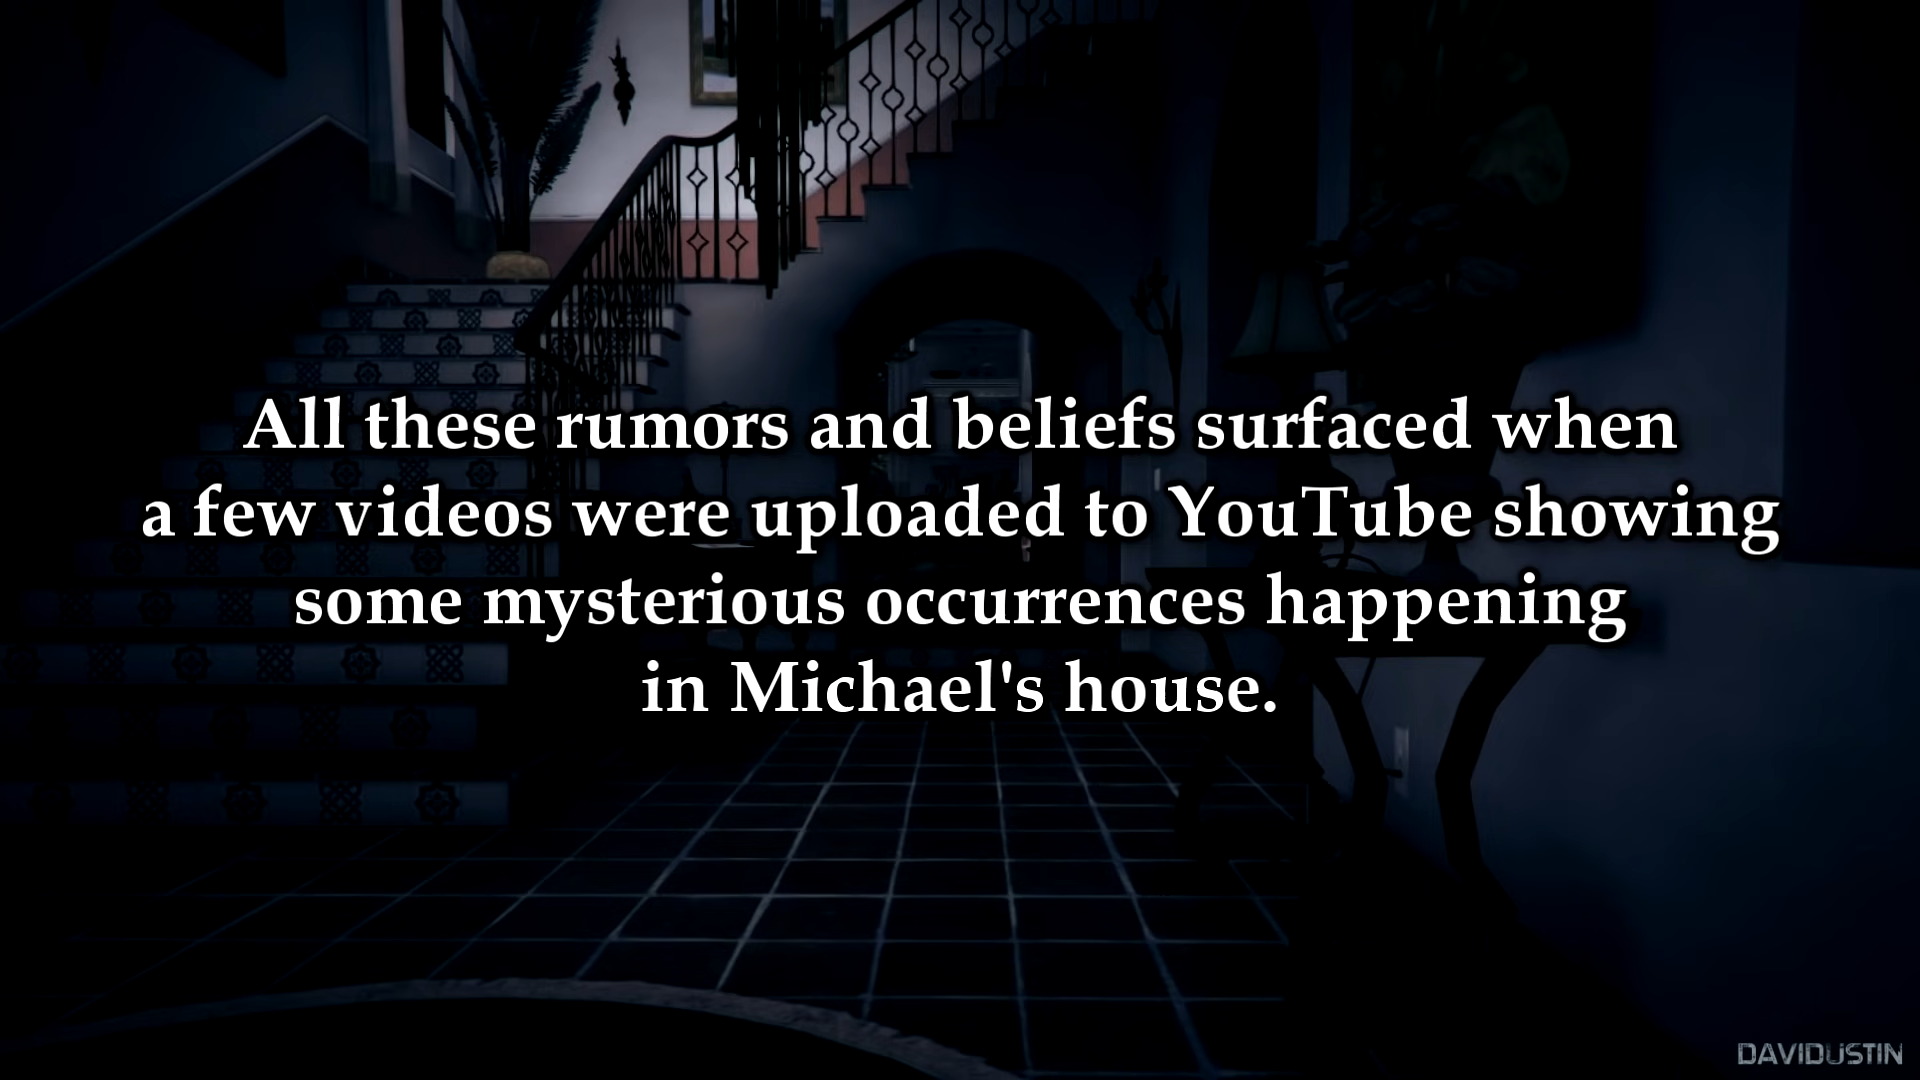 All these rumors and beliefs surfaced when
a few videos were uploaded to YouTube showing
some mysterious occurrences happening
in Michael's house.
DAVIDUSTIN